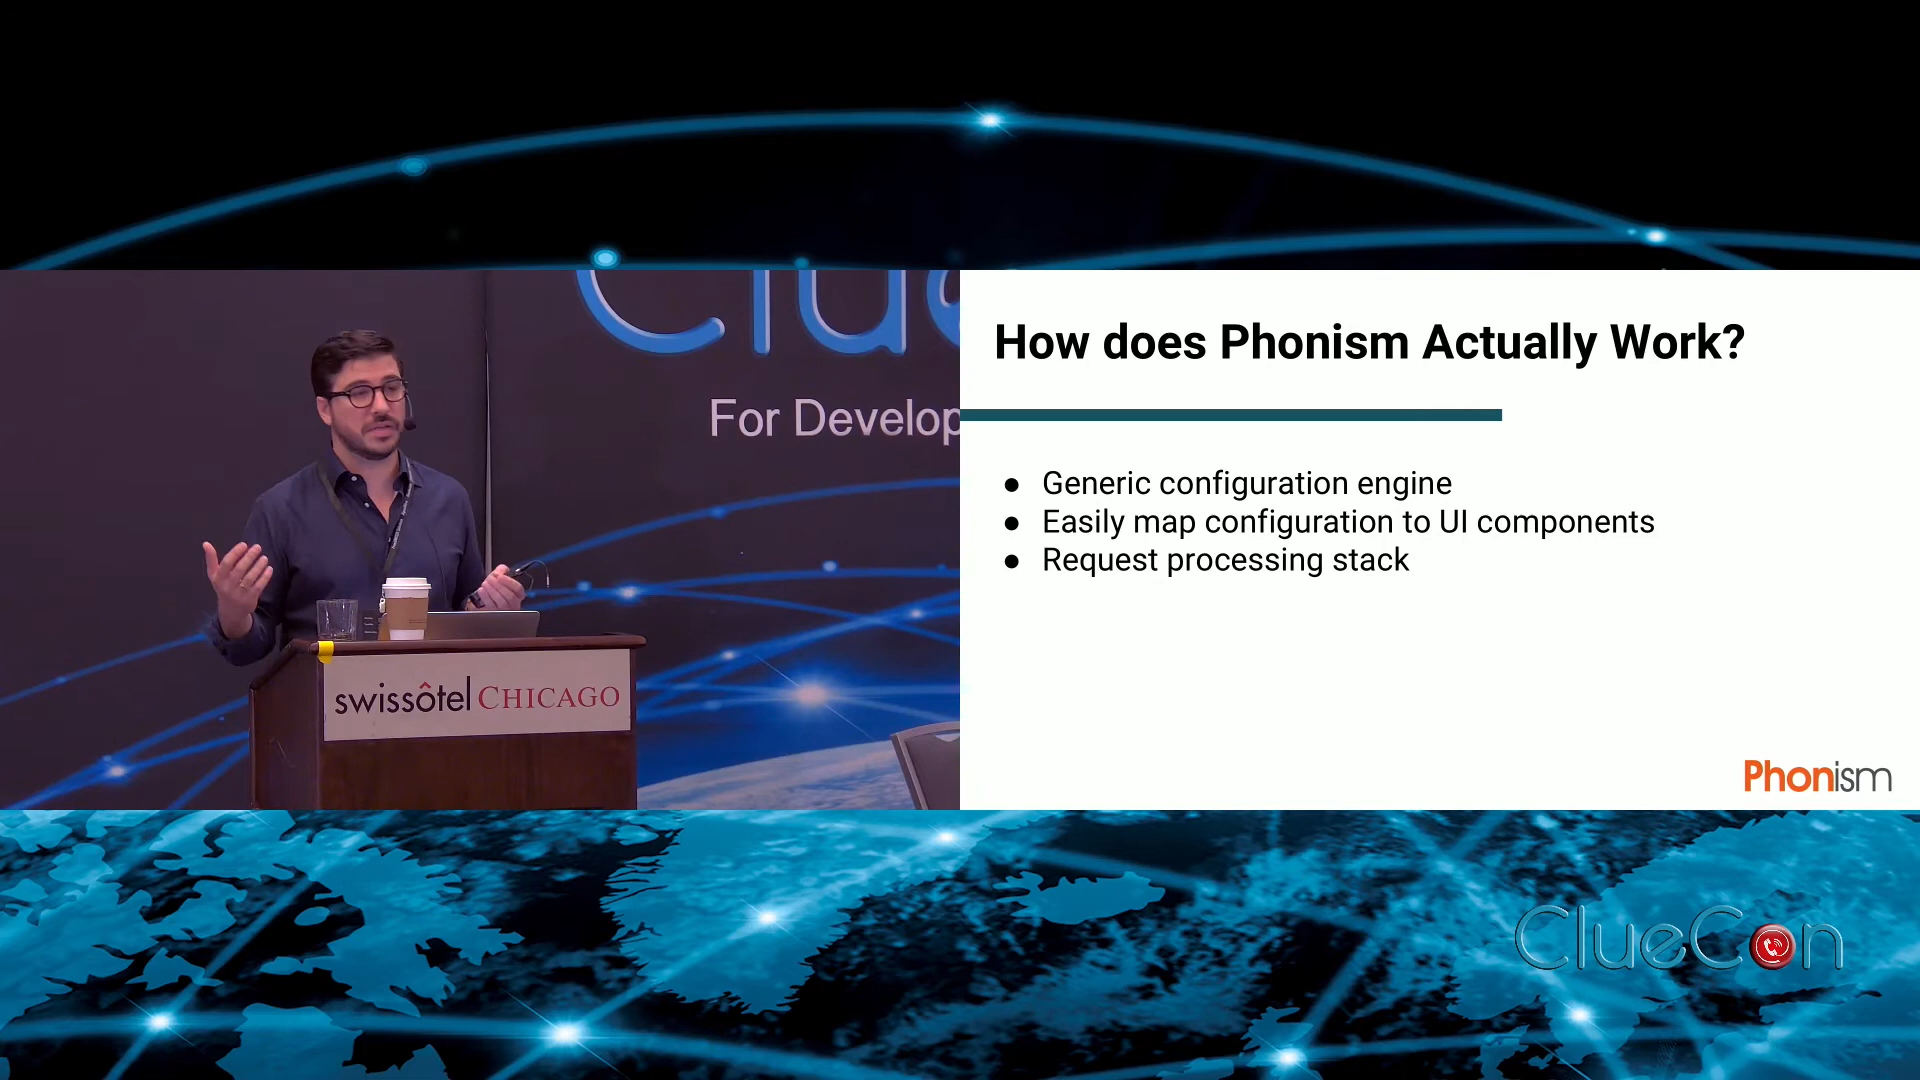 Clue
For Develop
swissôtel CHICAGO
How does Phonism Actually Work?
● Generic configuration engine
● Easily map configuration to UI components
● Request processing stack
Phonism
ClueCon